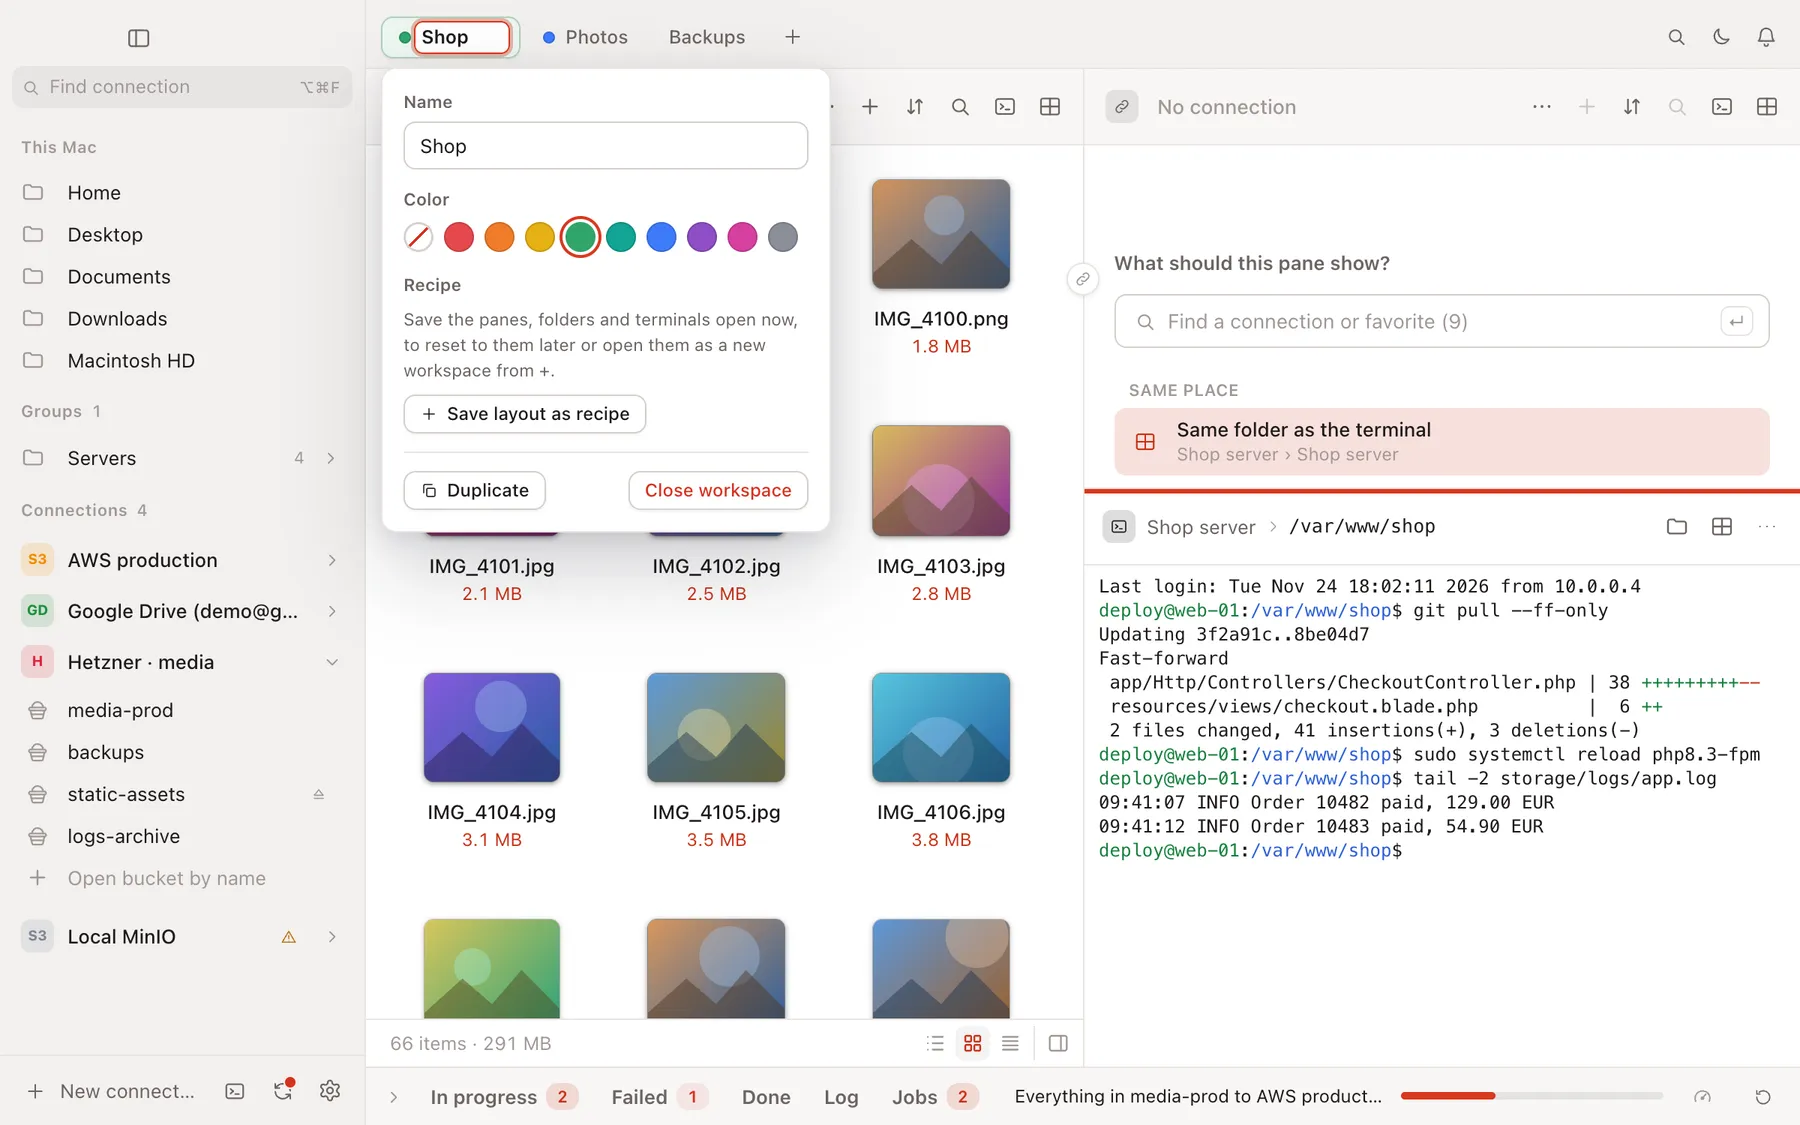 Shop
Photos
Backups
Find connection
⌥⌘F
This Mac
Home
Desktop
Documents
Downloads
Macintosh HD
Groups 1
Servers 4
Connections 4
S3 AWS production
GD Google Drive (demo@g...
H Hetzner · media
media-prod
backups
static-assets
logs-archive
Open bucket by name
S3 Local MinIO
New connect...
Name
Shop
Color
Recipe
Save the panes, folders and terminals open now,
to reset to them later or open them as a new
workspace from +.
+ Save layout as recipe
Duplicate
Close workspace
IMG_4100.png
1.8 MB
IMG_4101.jpg
2.1 MB
IMG_4102.jpg
2.5 MB
IMG_4103.jpg
2.8 MB
IMG_4104.jpg
3.1 MB
IMG_4105.jpg
3.5 MB
IMG_4106.jpg
3.8 MB
66 items · 291 MB
No connection
What should this pane show?
Find a connection or favorite (9)
SAME PLACE
Same folder as the terminal
Shop server › Shop server
Shop server › /var/www/shop
Last login: Tue Nov 24 18:02:11 2026 from 10.0.0.4
deploy@web-01:/var/www/shop$ git pull --ff-only
Updating 3f2a91c..8be04d7
Fast-forward
app/Http/Controllers/CheckoutController.php | 38 +++++++++--
resources/views/checkout.blade.php | 6 ++
2 files changed, 41 insertions(+), 3 deletions(-)
deploy@web-01:/var/www/shop$ sudo systemctl reload php8.3-fpm
deploy@web-01:/var/www/shop$ tail -2 storage/logs/app.log
09:41:07 INFO Order 10482 paid, 129.00 EUR
09:41:12 INFO Order 10483 paid, 54.90 EUR
deploy@web-01:/var/www/shop$
In progress 2
Failed 1
Done
Log
Jobs 2
Everything in media-prod to AWS product...